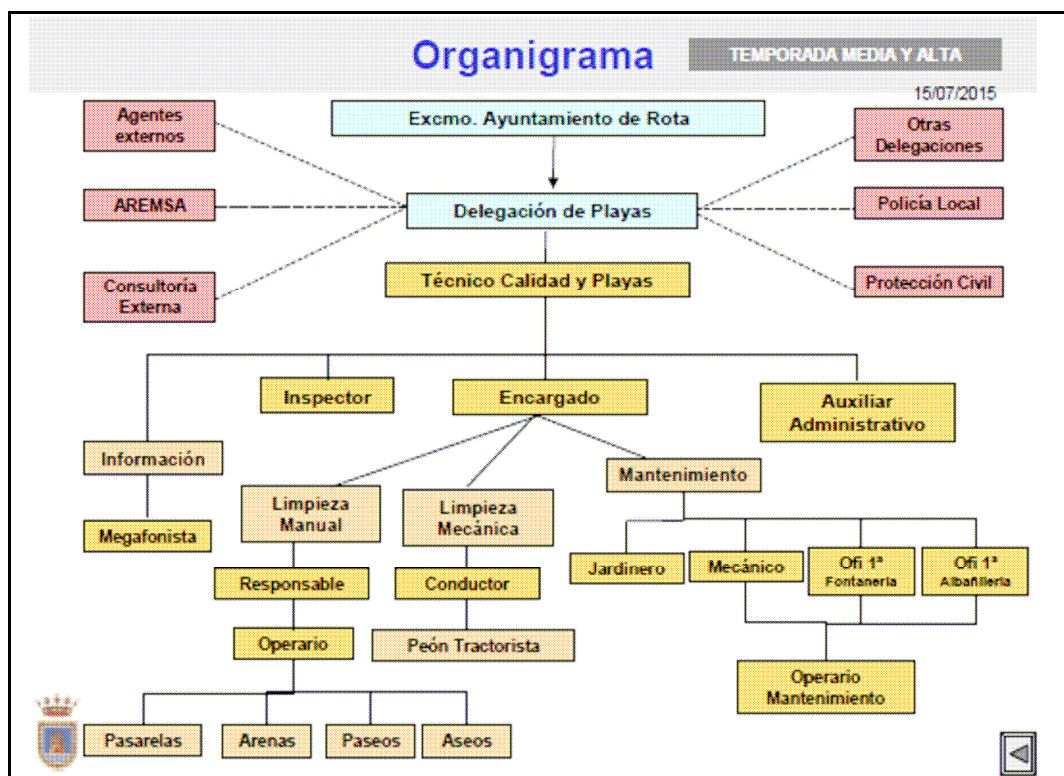 Organigrama
TEMPORADA MEDIA Y ALTA
15/07/2015
Agentes
externos
Excmo. Ayuntamiento de Rota
Otras
Delegaciones
AREMSA
Delegación de Playas
Policía Local
Consultoría
Externa
Técnico Calidad y Playas
Protección Civil
Inspector
Encargado
Auxiliar
Administrativo
Información
Mantenimiento
Limpieza
Manual
Limpieza
Mecánica
Megafonista
Jardinero
Mecánico
Ofi 1ª
Fontanería
Ofi 1ª
Albañilería
Responsable
Conductor
Operario
Peón Tractorista
Operario
Mantenimiento
Pasarelas
Arenas
Paseos
Aseos